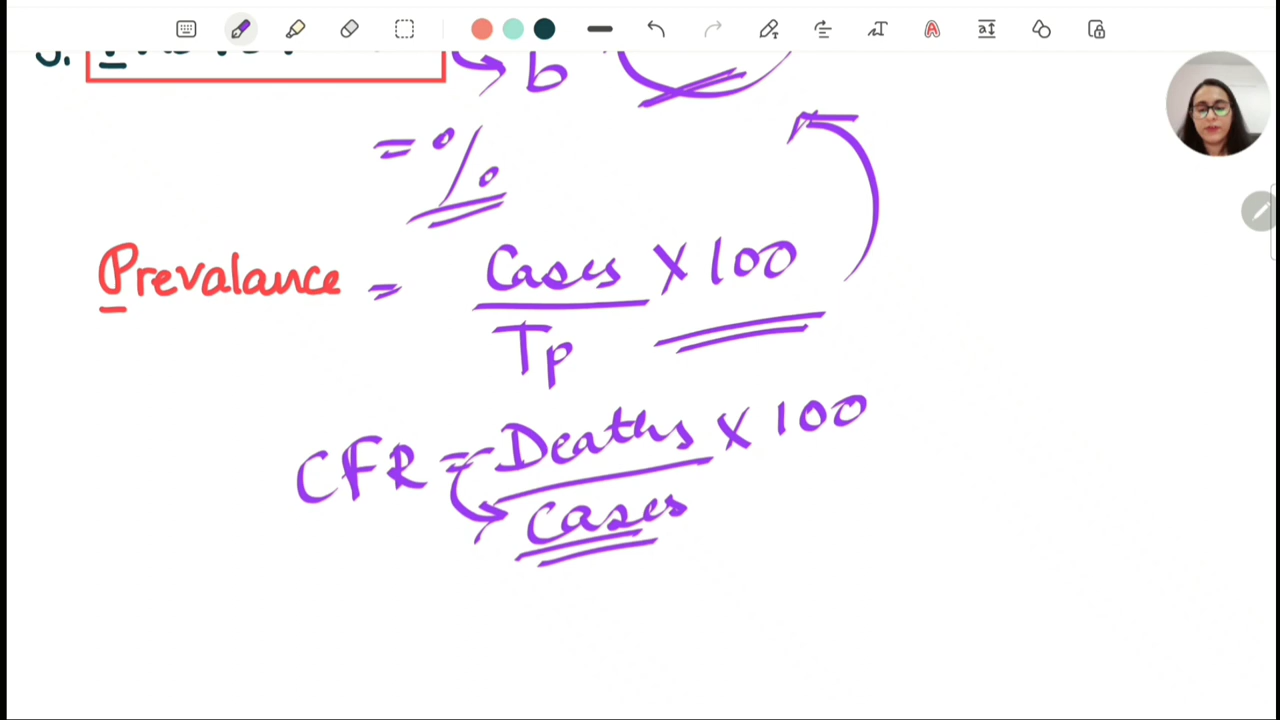 b
= %
Prevalance = Cases × 100
Tp
CFR = Deaths × 100
Cases